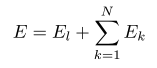 $E = E_l + \sum_{k=1}^{N} E_k$